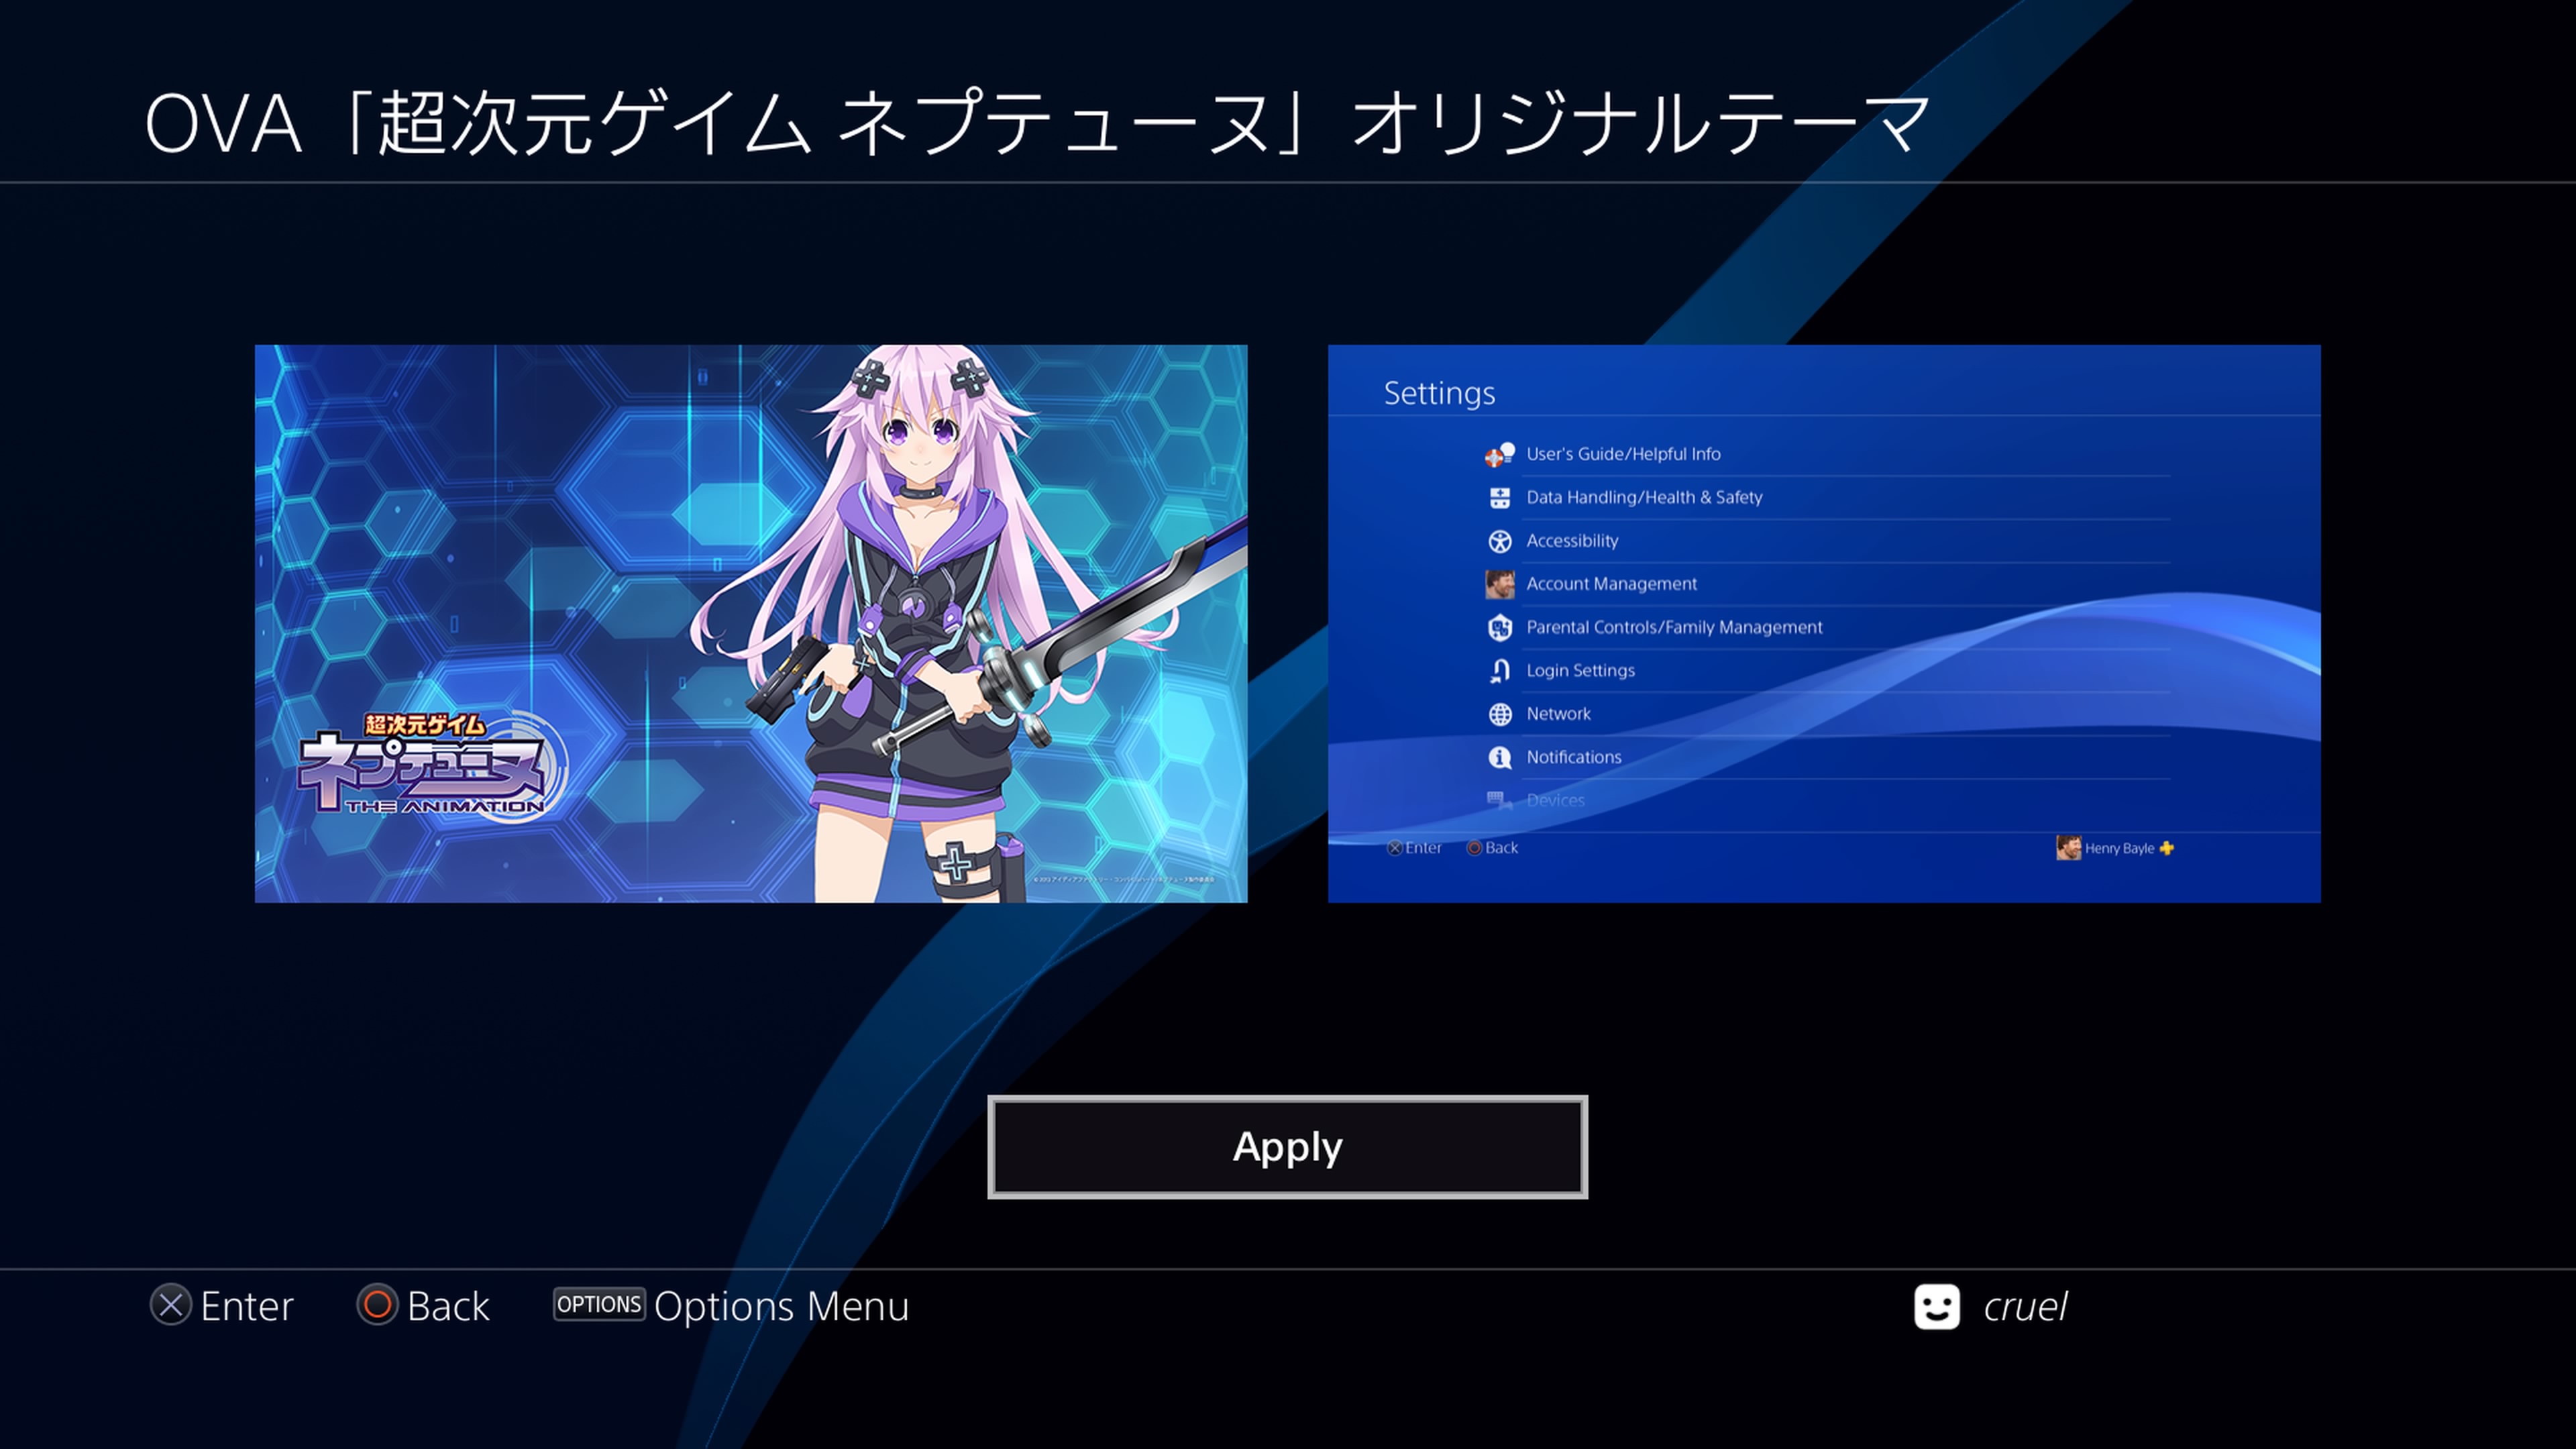 OVA「超次元ゲイム ネプテューヌ」オリジナルテーマ
超次元ゲイム
ネプテューヌ
THE ANIMATION
Settings
User's Guide/Helpful Info
Data Handling/Health & Safety
Accessibility
Account Management
Parental Controls/Family Management
Login Settings
Network
Notifications
Devices
Enter Back Henry Bayle
Apply
Enter Back OPTIONS Options Menu cruel